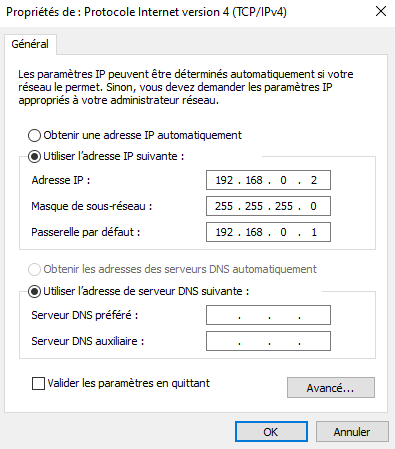 Propriétés de : Protocole Internet version 4 (TCP/IPv4)
Général
Les paramètres IP peuvent être déterminés automatiquement si votre
réseau le permet. Sinon, vous devez demander les paramètres IP
appropriés à votre administrateur réseau.
Obtenir une adresse IP automatiquement
Utiliser l'adresse IP suivante :
Adresse IP : 192 . 168 . 0 . 2
Masque de sous-réseau : 255 . 255 . 255 . 0
Passerelle par défaut : 192 . 168 . 0 . 1
Obtenir les adresses des serveurs DNS automatiquement
Utiliser l'adresse de serveur DNS suivante :
Serveur DNS préféré : . . .
Serveur DNS auxiliaire : . . .
Valider les paramètres en quittant
Avancé...
OK Annuler